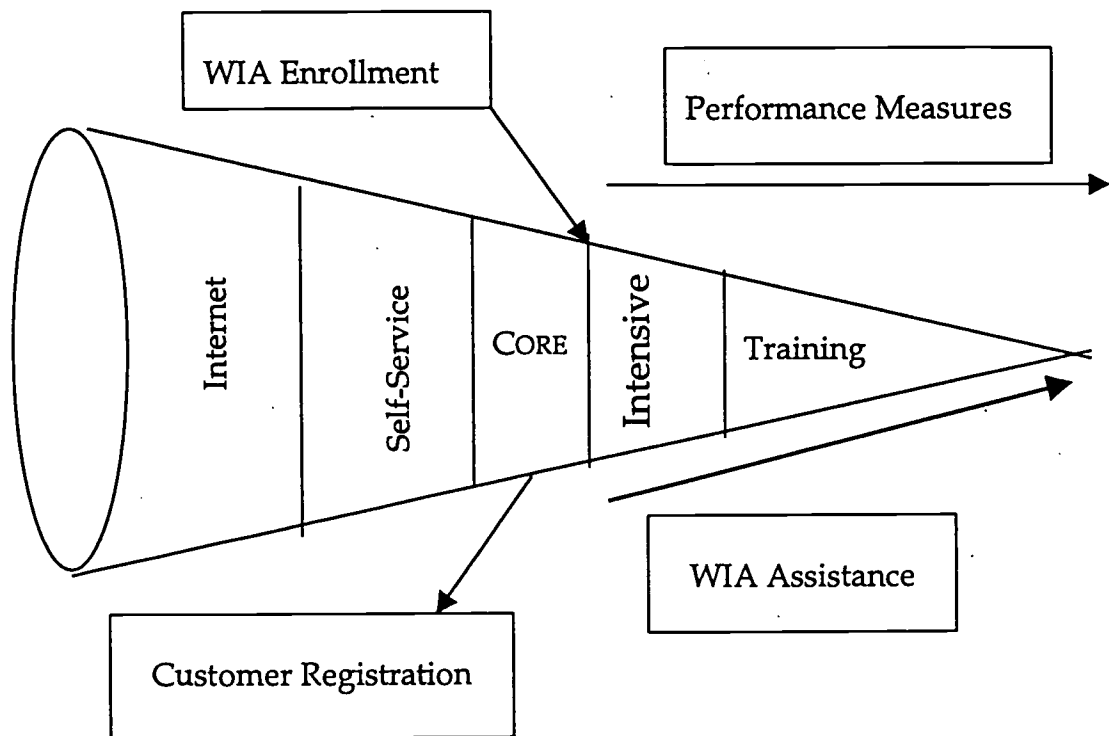 WIA Enrollment
Performance Measures
Internet
Self-Service
CORE
Intensive
Training
WIA Assistance
Customer Registration